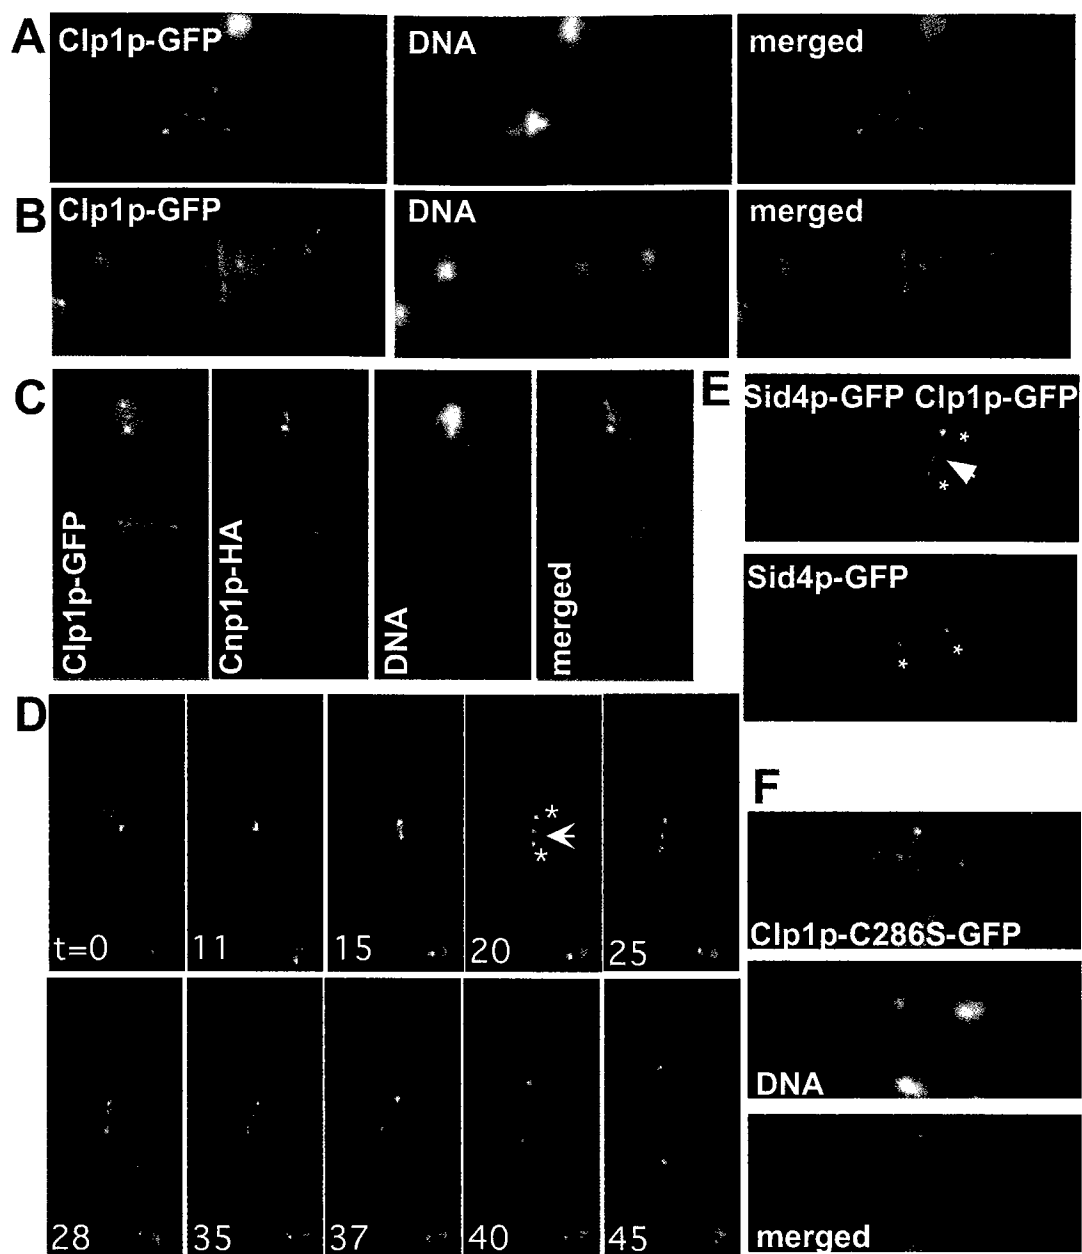 A
Clp1p-GFP
DNA
merged
B
Clp1p-GFP
DNA
merged
C
Clp1p-GFP
Cnp1p-HA
DNA
merged
E
Sid4p-GFP Clp1p-GFP
*
*
Sid4p-GFP
*
*
D
t=0
11
15
*
*
20
25
28
35
37
40
45
F
Clp1p-C286S-GFP
DNA
merged